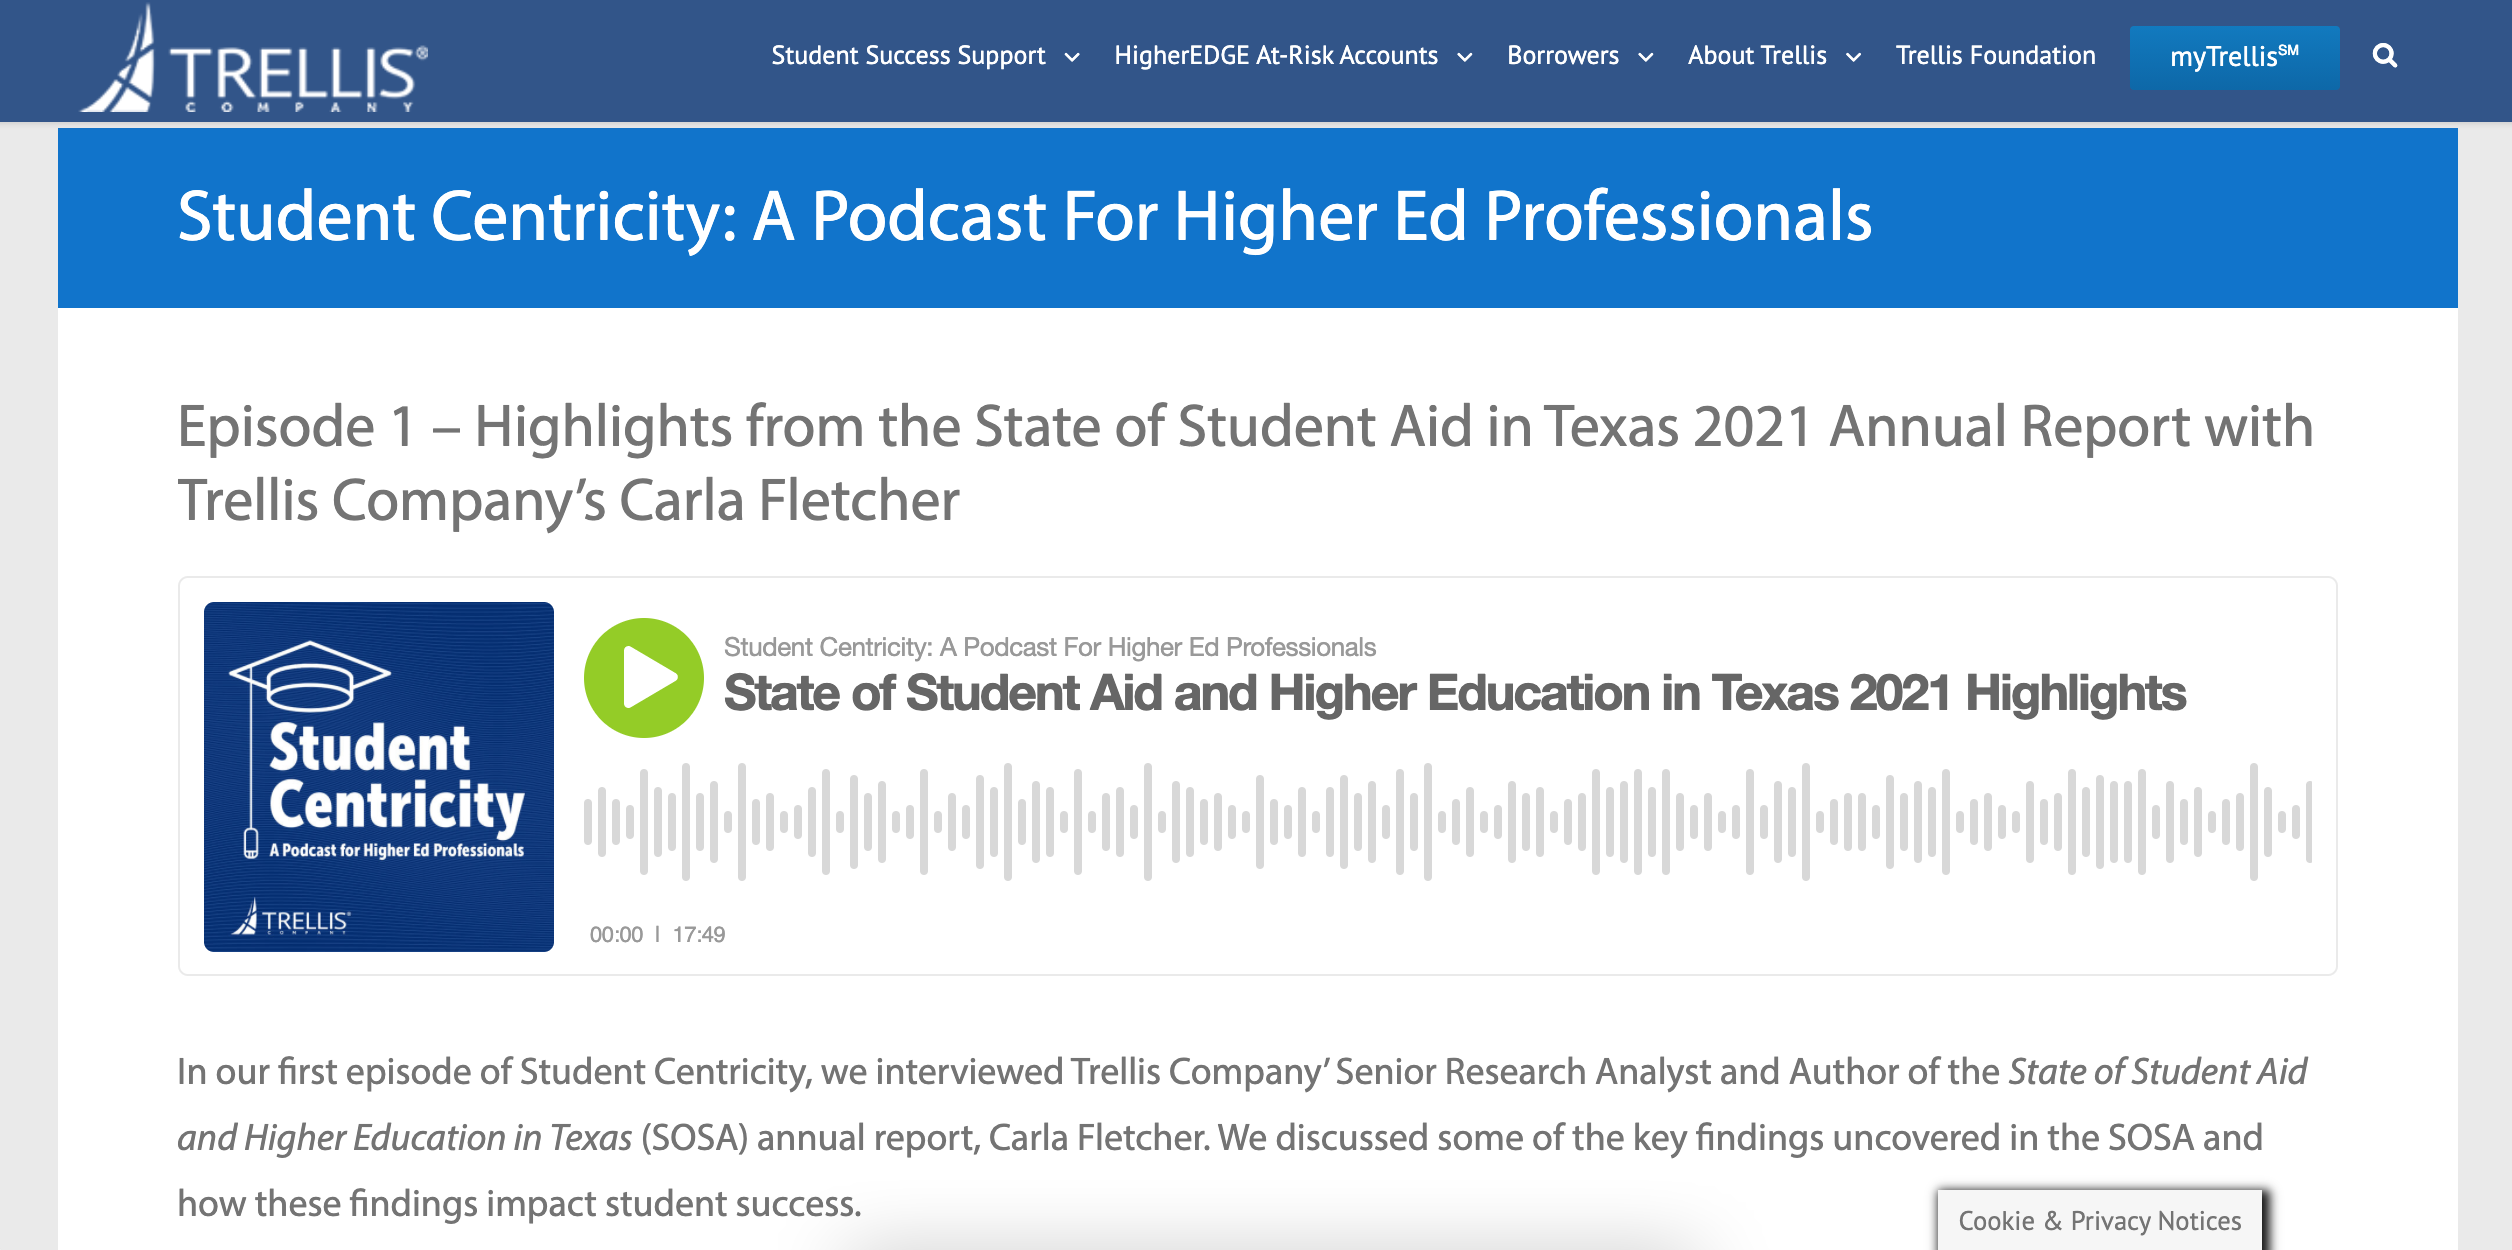 TRELLIS®
COMPANY
Student Success Support
HigherEDGE At-Risk Accounts
Borrowers
About Trellis
Trellis Foundation
myTrellis℠
Student Centricity: A Podcast For Higher Ed Professionals
Episode 1 – Highlights from the State of Student Aid in Texas 2021 Annual Report with
Trellis Company’s Carla Fletcher
Student
Centricity
A Podcast for Higher Ed Professionals
TRELLIS®
COMPANY
Student Centricity: A Podcast For Higher Ed Professionals
State of Student Aid and Higher Education in Texas 2021 Highlights
00:00 | 17:49
In our first episode of Student Centricity, we interviewed Trellis Company’ Senior Research Analyst and Author of the State of Student Aid
and Higher Education in Texas (SOSA) annual report, Carla Fletcher. We discussed some of the key findings uncovered in the SOSA and
how these findings impact student success.
Cookie & Privacy Notices